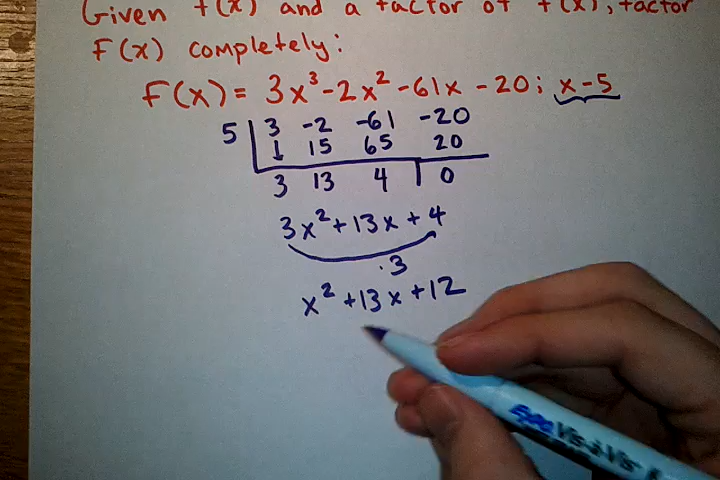 Given f(x) and a factor of f(x), factor
F(x) completely:
F(x) = 3x³ - 2x² - 61x - 20; x - 5
5 3 -2 -61 -20
↓ 15 65 20
3 13 4 0
3x² + 13x + 4
·3
x² + 13x + 12